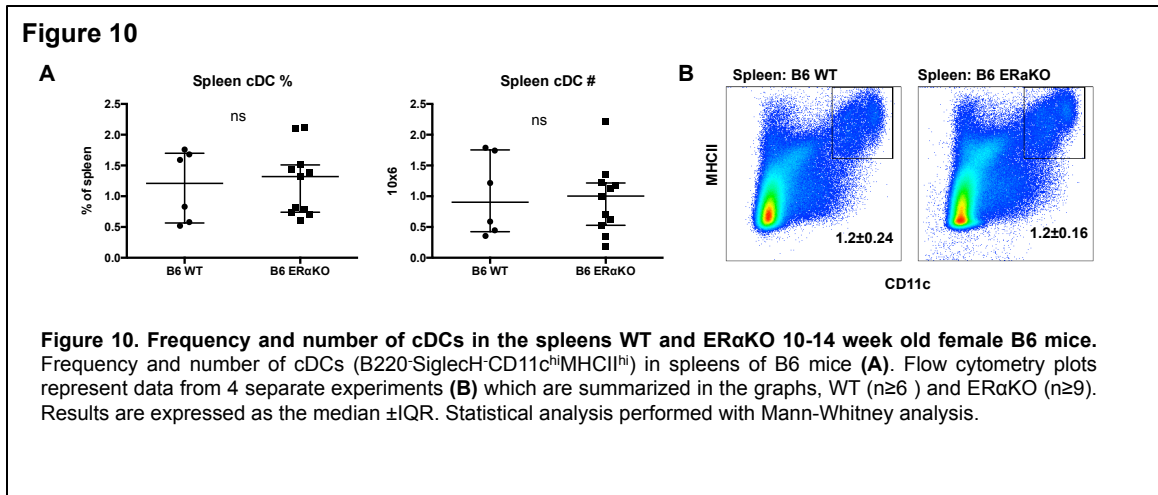 Figure 10
A
Spleen cDC %
2.5
2.0
1.5
1.0
0.5
0.0
% of spleen
ns
B6 WT
B6 ERαKO
Spleen cDC #
2.5
2.0
1.5
1.0
0.5
0.0
10x6
ns
B6 WT
B6 ERαKO
B
Spleen: B6 WT
Spleen: B6 ERaKO
MHCII
1.2±0.24
1.2±0.16
CD11c
Figure 10. Frequency and number of cDCs in the spleens WT and ERαKO 10-14 week old female B6 mice.
Frequency and number of cDCs (B220-SiglecH-CD11chiMHCIIhi) in spleens of B6 mice (A). Flow cytometry plots
represent data from 4 separate experiments (B) which are summarized in the graphs, WT (n≥6 ) and ERαKO (n≥9).
Results are expressed as the median ±IQR. Statistical analysis performed with Mann-Whitney analysis.